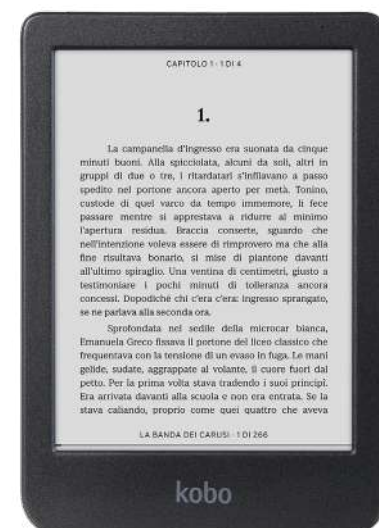 CAPITOLO 1 · 1 DI 4
1.
La campanella d'ingresso era suonata da cinque
minuti buoni. Alla spicciolata, alcuni da soli, altri in
gruppi di due o tre, i ritardatari s'infilavano a passo
spedito nel portone ancora aperto per metà. Tonino,
custode di quel varco da tempo immemore, li fece
passare mentre si apprestava a ridurre al minimo
l'apertura residua. Braccia conserte, sguardo che
nell'intenzione voleva essere di rimprovero ma che alla
fine risultava bonario, si mise di piantone davanti
all'ultimo spiraglio. Una ventina di centimetri, giusto a
testimoniare i pochi minuti di tolleranza ancora
concessi. Dopodiché chi c'era c'era: ingresso sprangato,
se ne parlava alla seconda ora.
Sprofondata nel sedile della microcar bianca,
Emanuela Greco fissava il portone del liceo classico che
frequentava con la tensione di un evaso in fuga. Le mani
gelide, sudate, aggrappate al volante, il cuore fuori dal
petto. Per la prima volta stava tradendo i suoi principi.
Era arrivata davanti alla scuola e non era entrata. Se la
stava caliando, proprio come quei quattro che aveva
LA BANDA DEI CARUSI · 1 DI 266
kobo